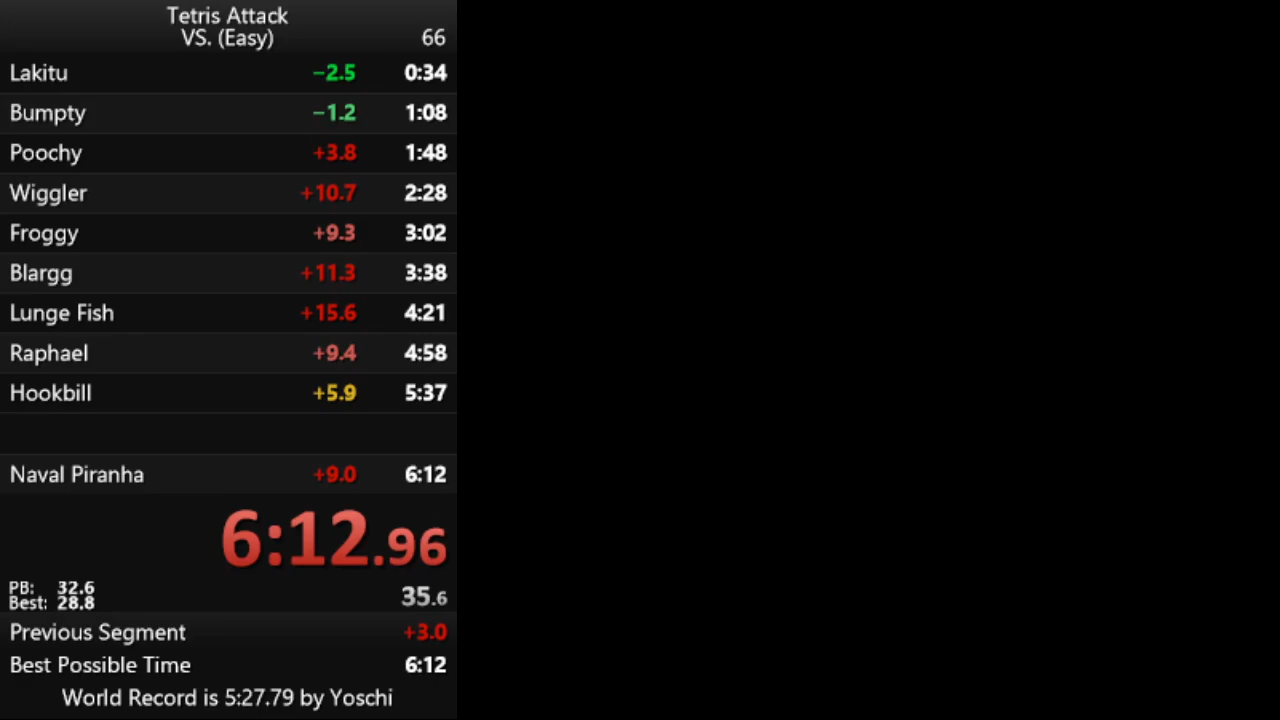 Tetris Attack
VS. (Easy) 66
Lakitu −2.5 0:34
Bumpty −1.2 1:08
Poochy +3.8 1:48
Wiggler +10.7 2:28
Froggy +9.3 3:02
Blargg +11.3 3:38
Lunge Fish +15.6 4:21
Raphael +9.4 4:58
Hookbill +5.9 5:37
Naval Piranha +9.0 6:12
6:12.96
PB: 32.6
Best: 28.8 35.6
Previous Segment +3.0
Best Possible Time 6:12
World Record is 5:27.79 by Yoschi